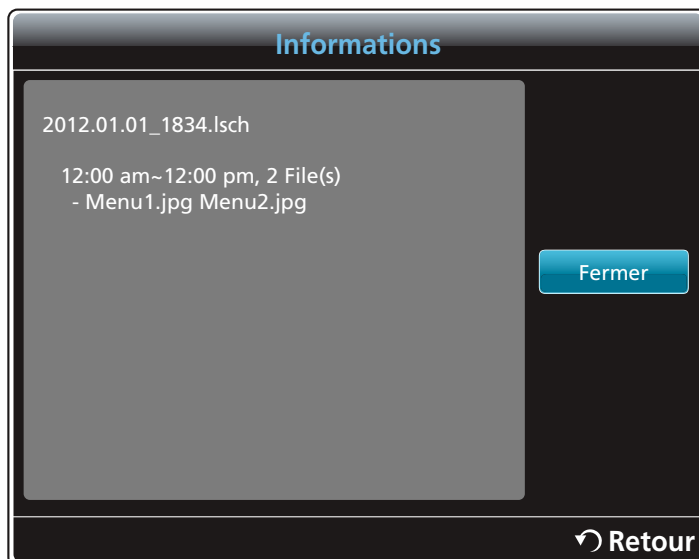 Informations
2012.01.01_1834.lsch
12:00 am~12:00 pm, 2 File(s)
- Menu1.jpg Menu2.jpg
Fermer
Retour